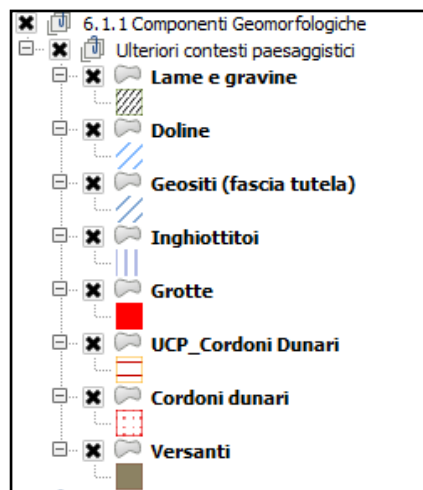 6.1.1 Componenti Geomorfologiche
Ulteriori contesti paesaggistici
Lame e gravine
Doline
Geositi (fascia tutela)
Inghiottitoi
Grotte
UCP_Cordoni Dunari
Cordoni dunari
Versanti